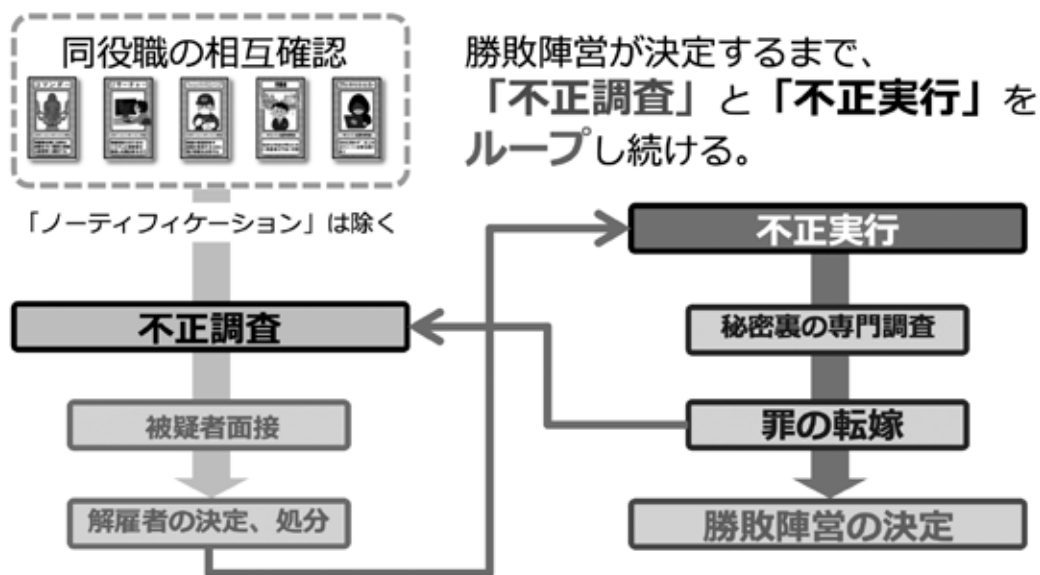 同役職の相互確認
「ノーティフィケーション」は除く
勝敗陣営が決定するまで、
「不正調査」と「不正実行」を
ループし続ける。
不正調査
被疑者面接
解雇者の決定、処分
不正実行
秘密裏の専門調査
罪の転嫁
勝敗陣営の決定